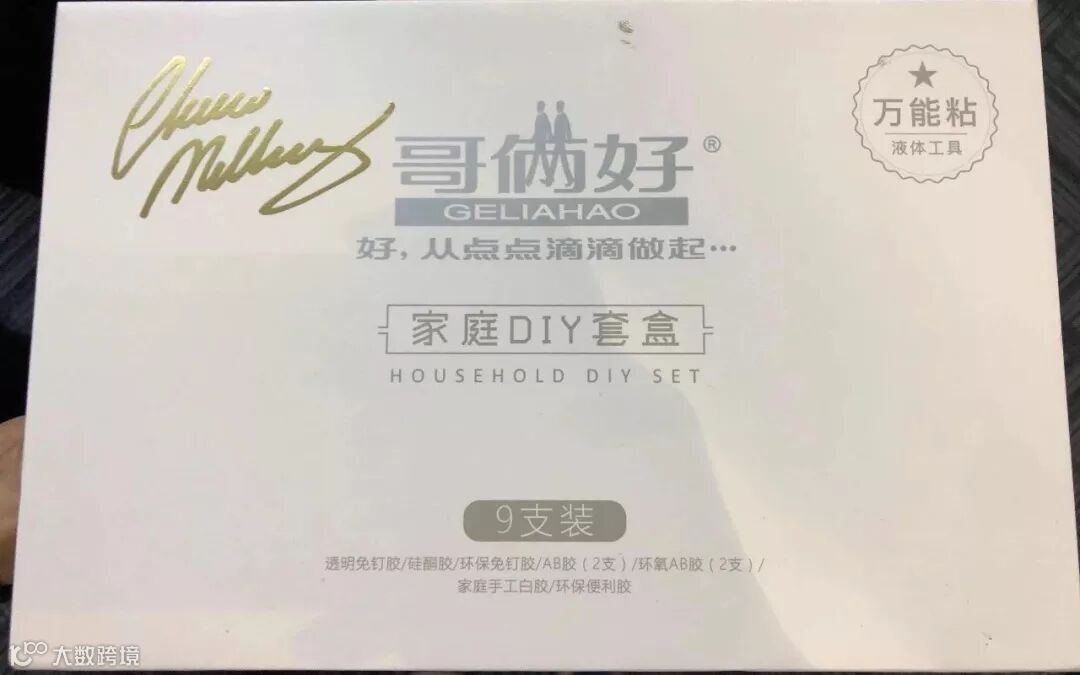 万能粘
液体工具
哥俩好®
GELIAHAO
好，从点点滴滴做起…
家庭DIY套盒
HOUSEHOLD DIY SET
9支装
透明免钉胶/硅酮胶/环保免钉胶/AB胶（2支）/环氧AB胶（2支）/
家庭手工白胶/环保便利胶
大数跨境